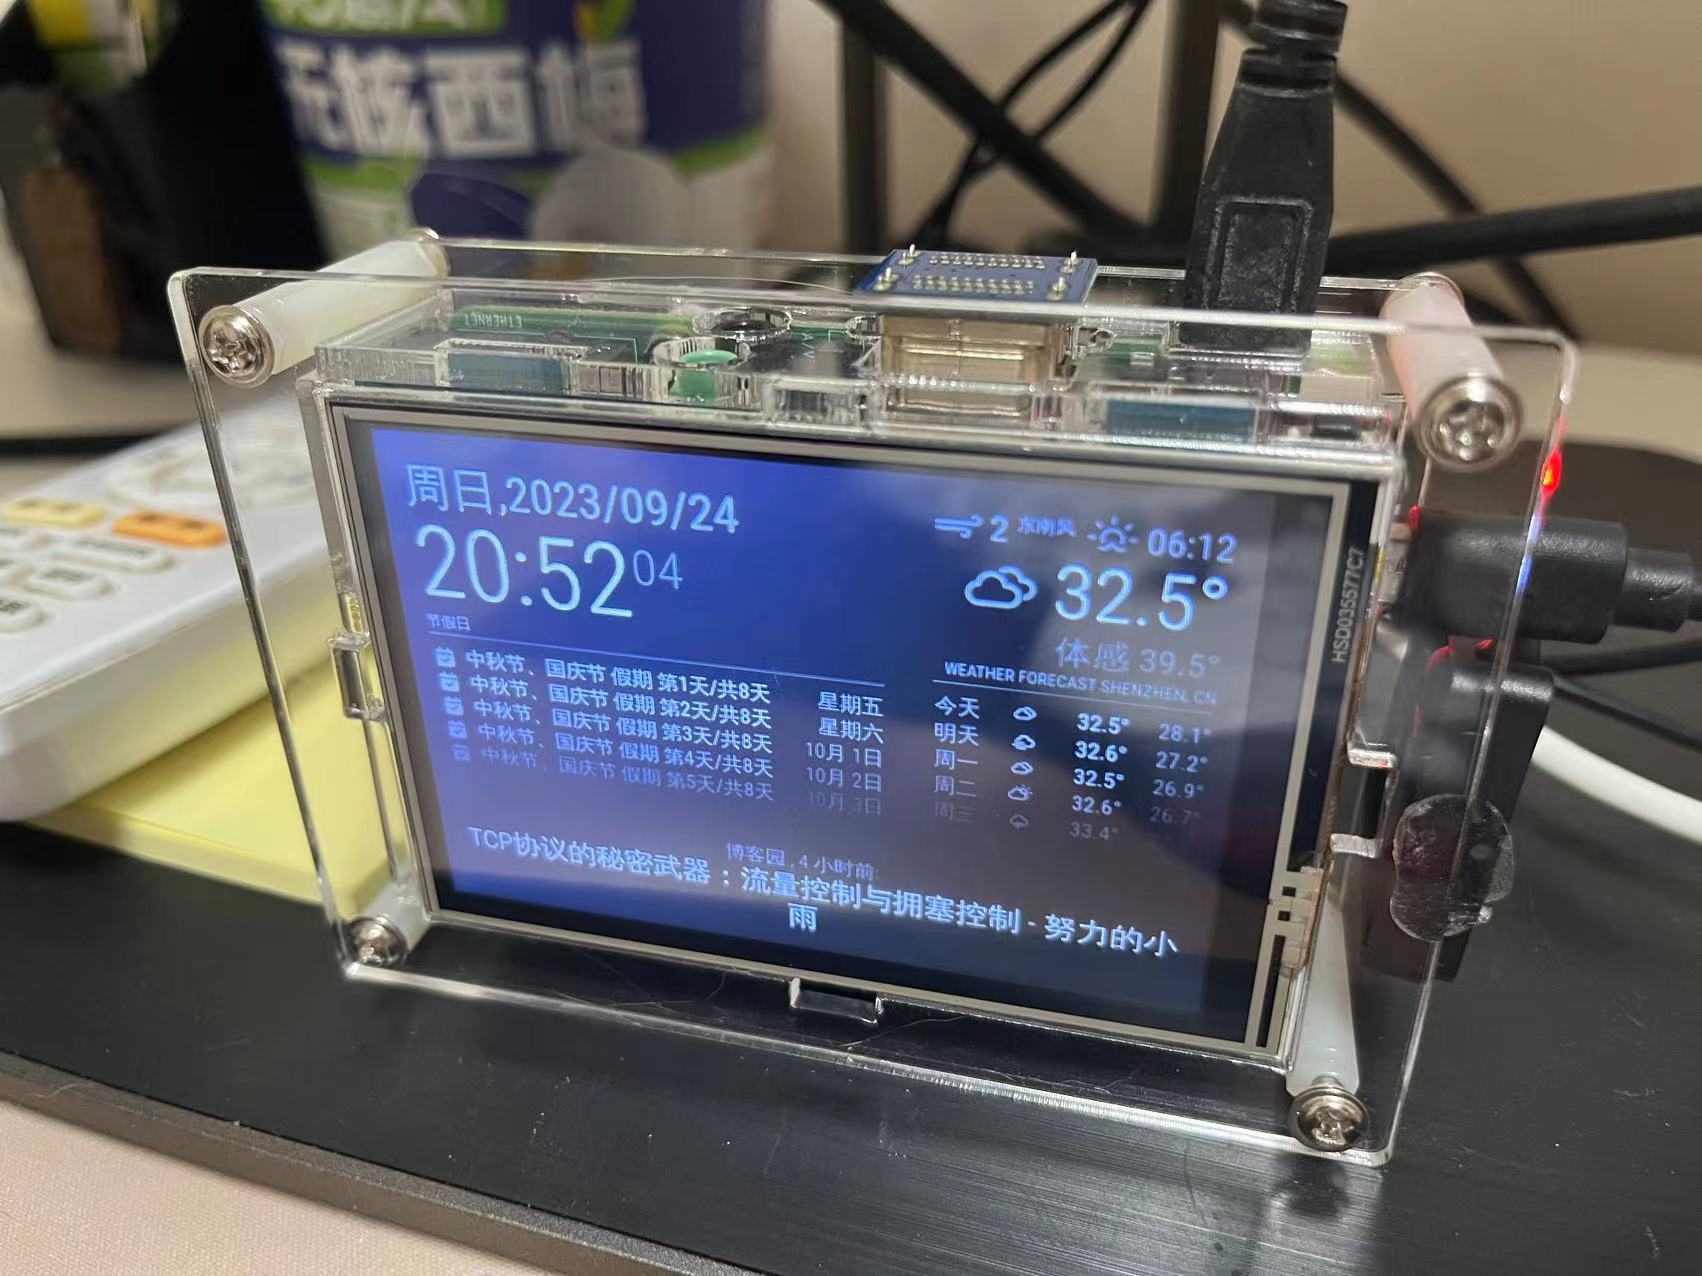 无核西梅
ETHERNET
周日,2023/09/24
20:52 04
2 东南风 06:12
32.5°
体感 39.5°
节假日
中秋节、国庆节 假期 第1天/共8天 星期五
中秋节、国庆节 假期 第2天/共8天 星期六
中秋节、国庆节 假期 第3天/共8天 10月 1日
中秋节、国庆节 假期 第4天/共8天 10月 2日
中秋节、国庆节 假期 第5天/共8天 10月 3日
WEATHER FORECAST SHENZHEN, CN
今天 32.5° 28.1°
明天 32.6° 27.2°
周一 32.5° 26.9°
周二 32.6° 26.7°
周三 33.4°
博客园 , 4 小时前:
TCP协议的秘密武器：流量控制与拥塞控制 - 努力的小
雨
HSD035577C7